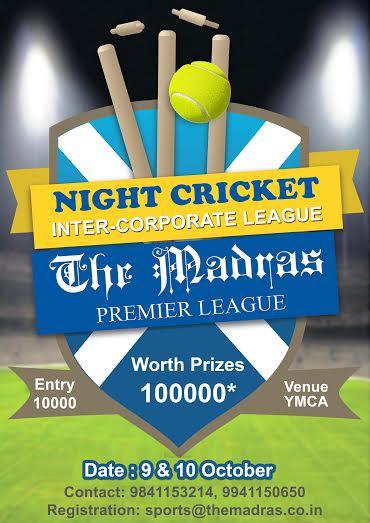 NIGHT CRICKET
INTER-CORPORATE LEAGUE
The Madras
PREMIER LEAGUE
Worth Prizes
100000*
Entry
10000
Venue
YMCA
Date : 9 & 10 October
Contact: 9841153214, 9941150650
Registration: sports@themadras.co.in